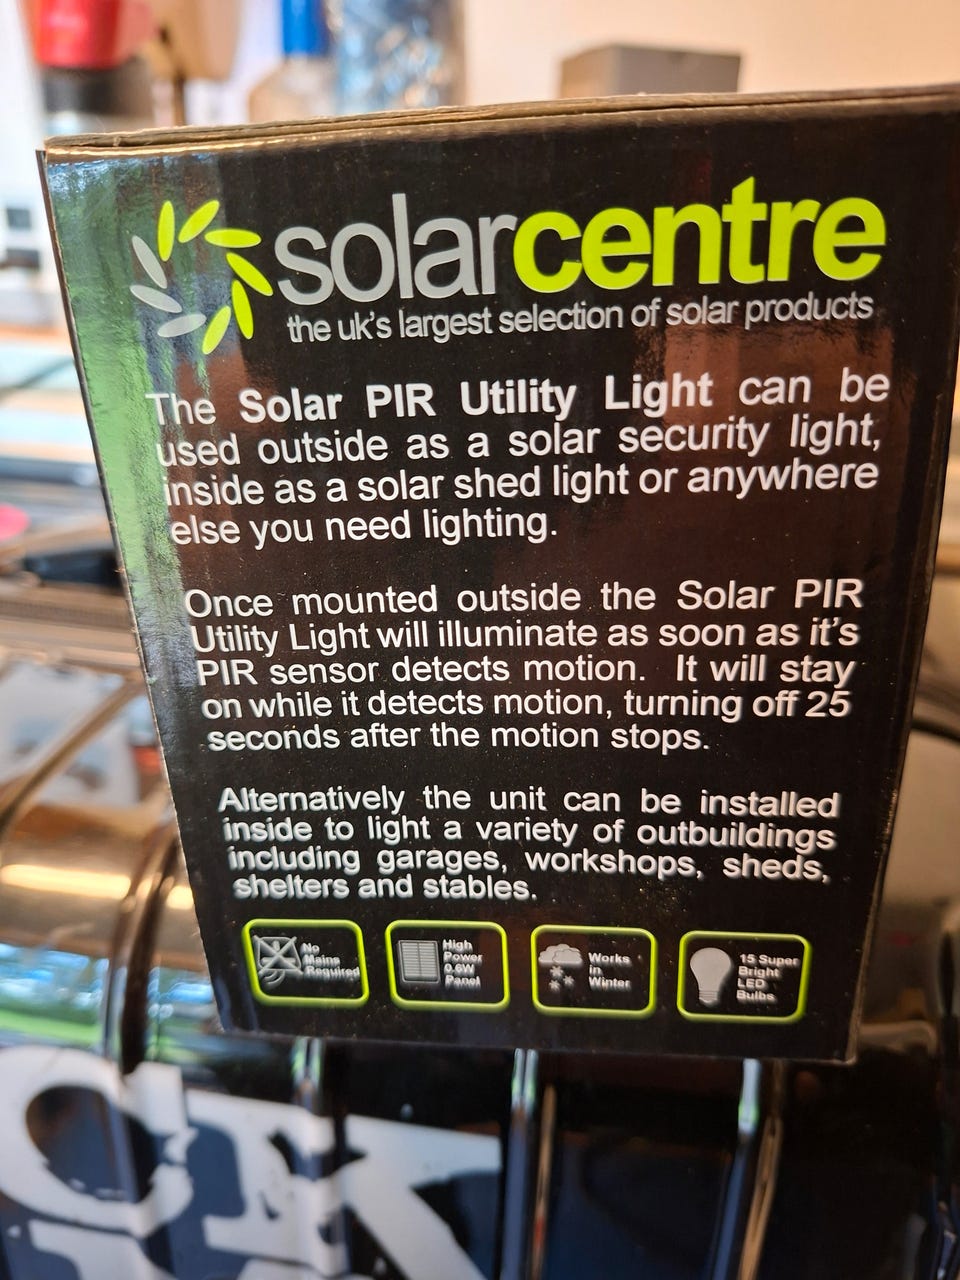 solarcentre
the uk's largest selection of solar products
The Solar PIR Utility Light can be
used outside as a solar security light,
inside as a solar shed light or anywhere
else you need lighting.
Once mounted outside the Solar PIR
Utility Light will illuminate as soon as it's
PIR sensor detects motion. It will stay
on while it detects motion, turning off 25
seconds after the motion stops.
Alternatively the unit can be installed
inside to light a variety of outbuildings
including garages, workshops, sheds,
shelters and stables.
No
Mains
Required
High
Power
0.6W
Panel
Works
in
Winter
15 Super
Bright
LED
Bulbs